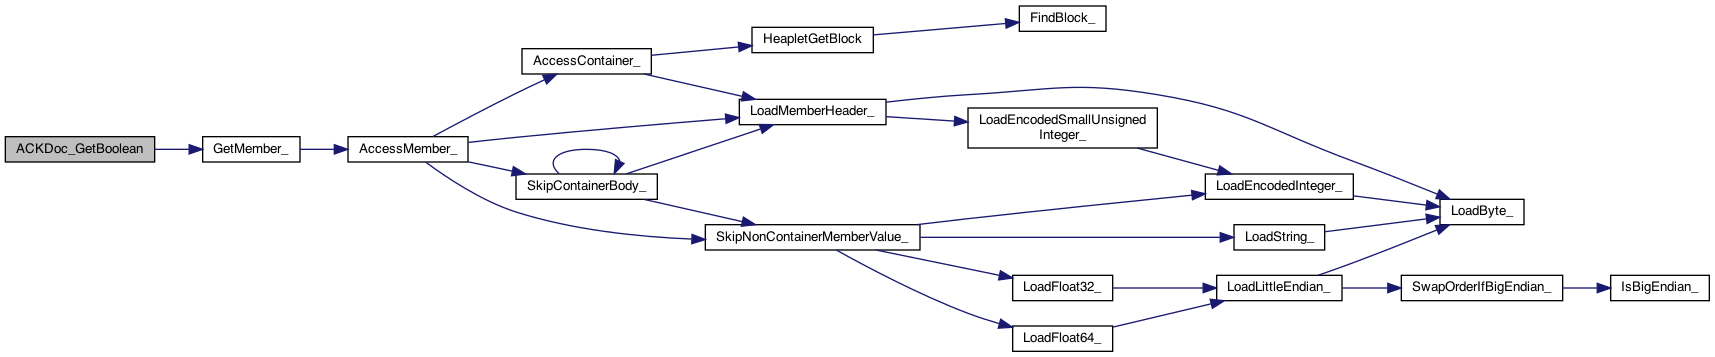 FindBlock_
HeapletGetBlock
AccessContainer_
LoadMemberHeader_
LoadEncodedSmallUnsigned
Integer_
ACKDoc_GetBoolean
GetMember_
AccessMember_
SkipContainerBody_
LoadEncodedInteger_
LoadByte_
SkipNonContainerMemberValue_
LoadString_
LoadFloat32_
LoadLittleEndian_
SwapOrderIfBigEndian_
IsBigEndian_
LoadFloat64_